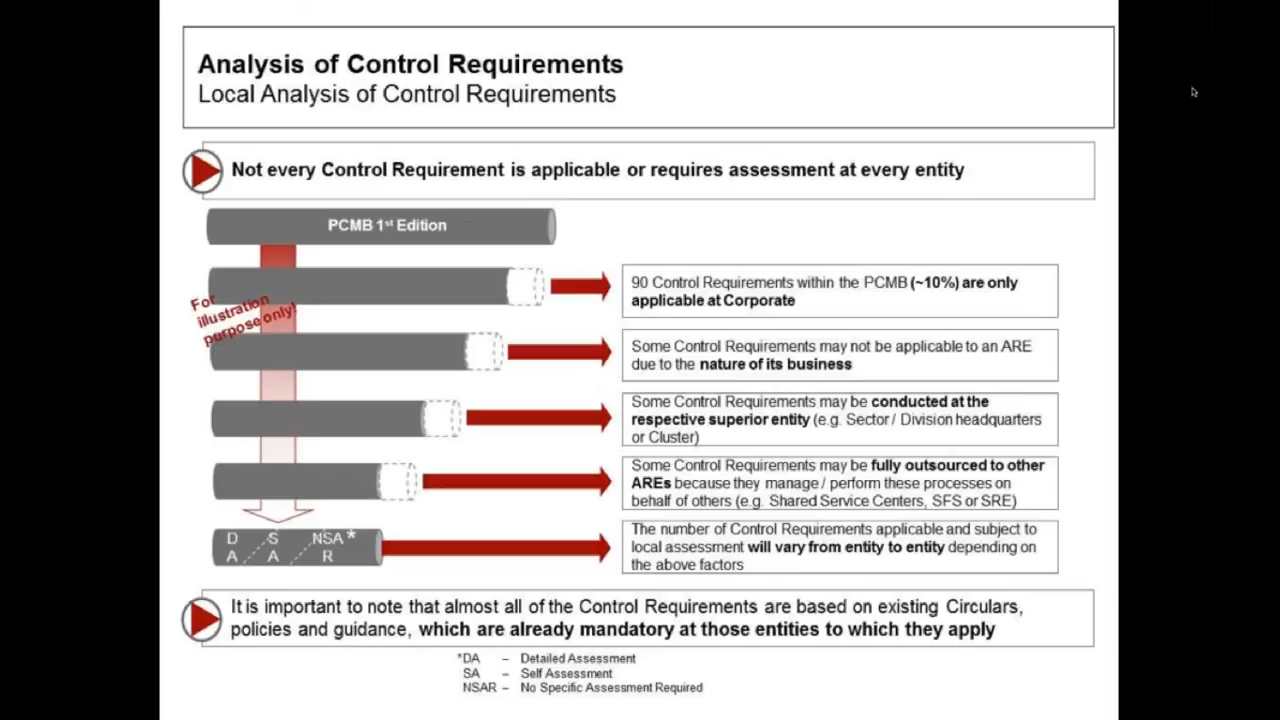 Analysis of Control Requirements
Local Analysis of Control Requirements
Not every Control Requirement is applicable or requires assessment at every entity
PCMB 1st Edition
For
illustration
purpose only!
90 Control Requirements within the PCMB (~10%) are only
applicable at Corporate
Some Control Requirements may not be applicable to an ARE
due to the nature of its business
Some Control Requirements may be conducted at the
respective superior entity (e.g. Sector / Division headquarters
or Cluster)
Some Control Requirements may be fully outsourced to other
AREs because they manage / perform these processes on
behalf of others (e.g. Shared Service Centers, SFS or SRE)
D S NSA*
A A R
The number of Control Requirements applicable and subject to
local assessment will vary from entity to entity depending on
the above factors
It is important to note that almost all of the Control Requirements are based on existing Circulars,
policies and guidance, which are already mandatory at those entities to which they apply
*DA – Detailed Assessment
SA – Self Assessment
NSAR – No Specific Assessment Required